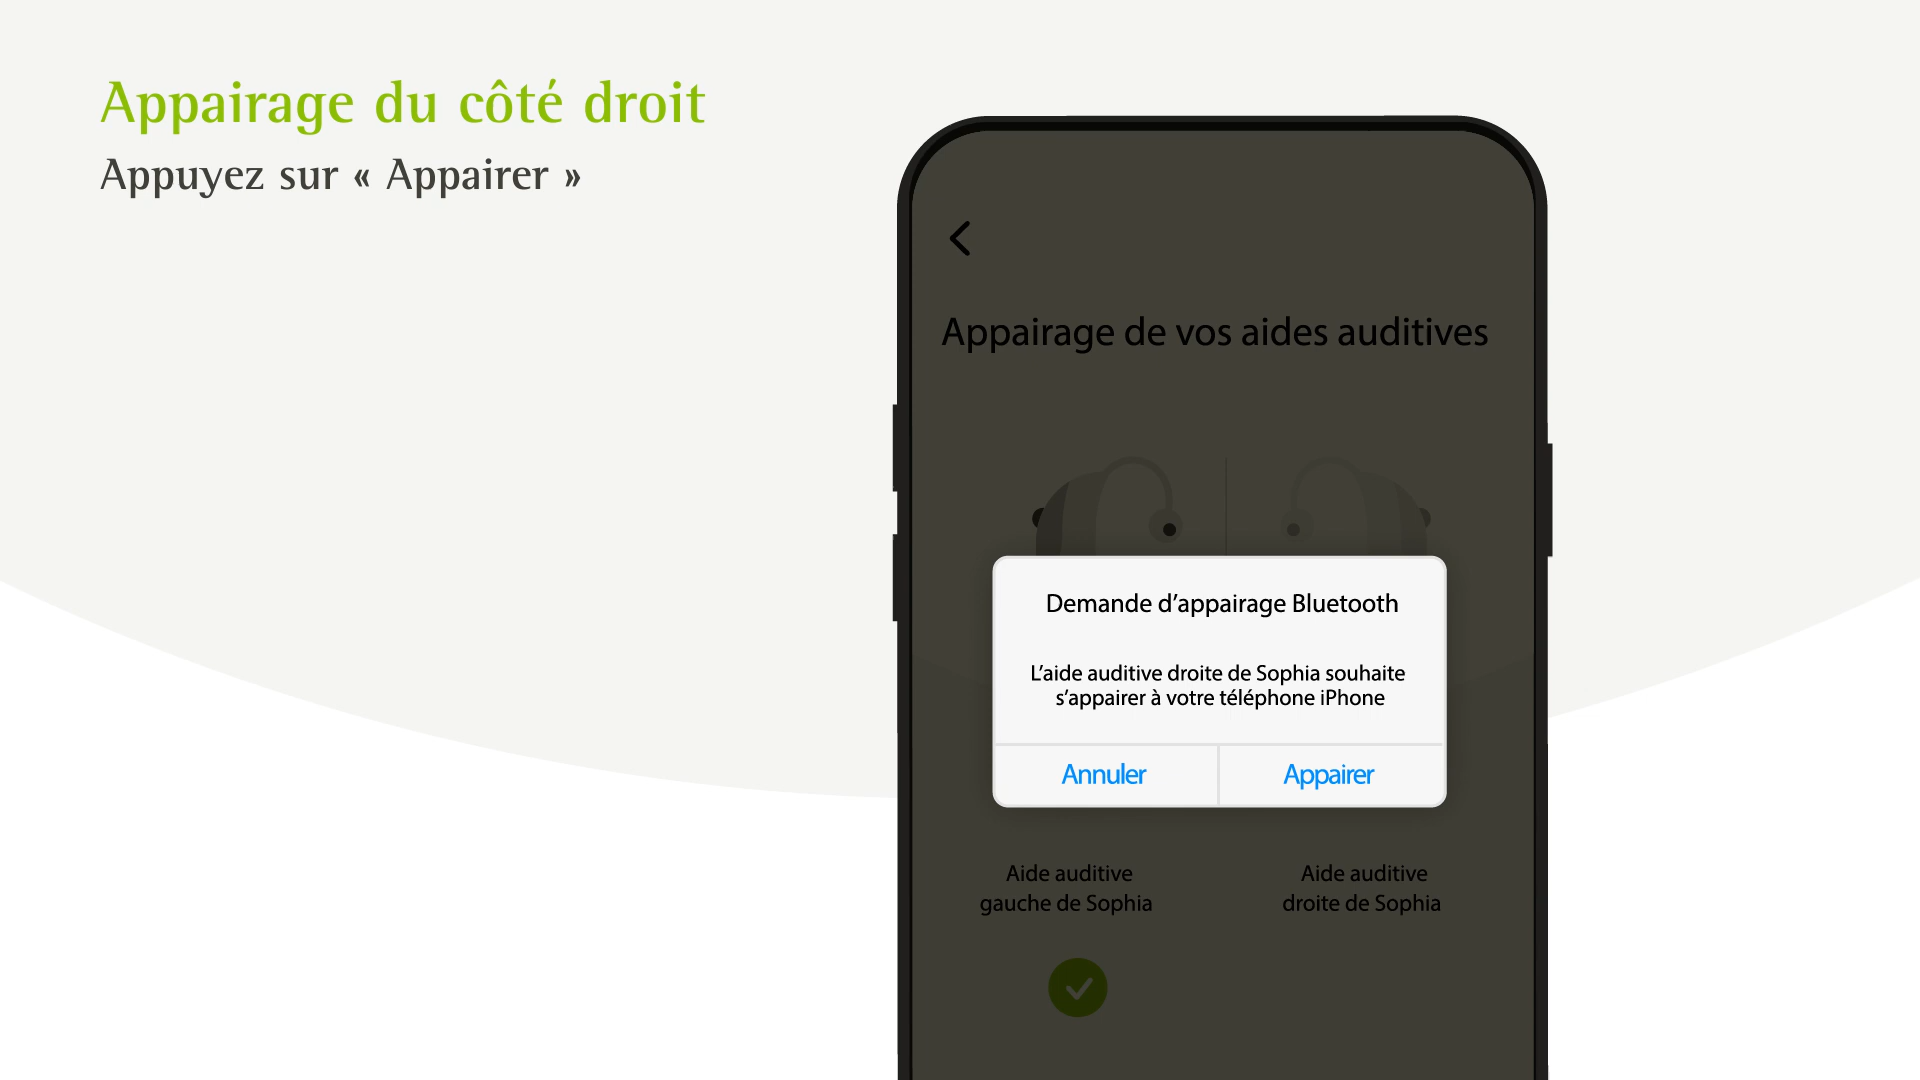 Appairage du côté droit
Appuyez sur « Appairer »
Appairage de vos aides auditives
Demande d’appairage Bluetooth
L’aide auditive droite de Sophia souhaite
s’appairer à votre téléphone iPhone
Annuler
Appairer
Aide auditive
gauche de Sophia
Aide auditive
droite de Sophia